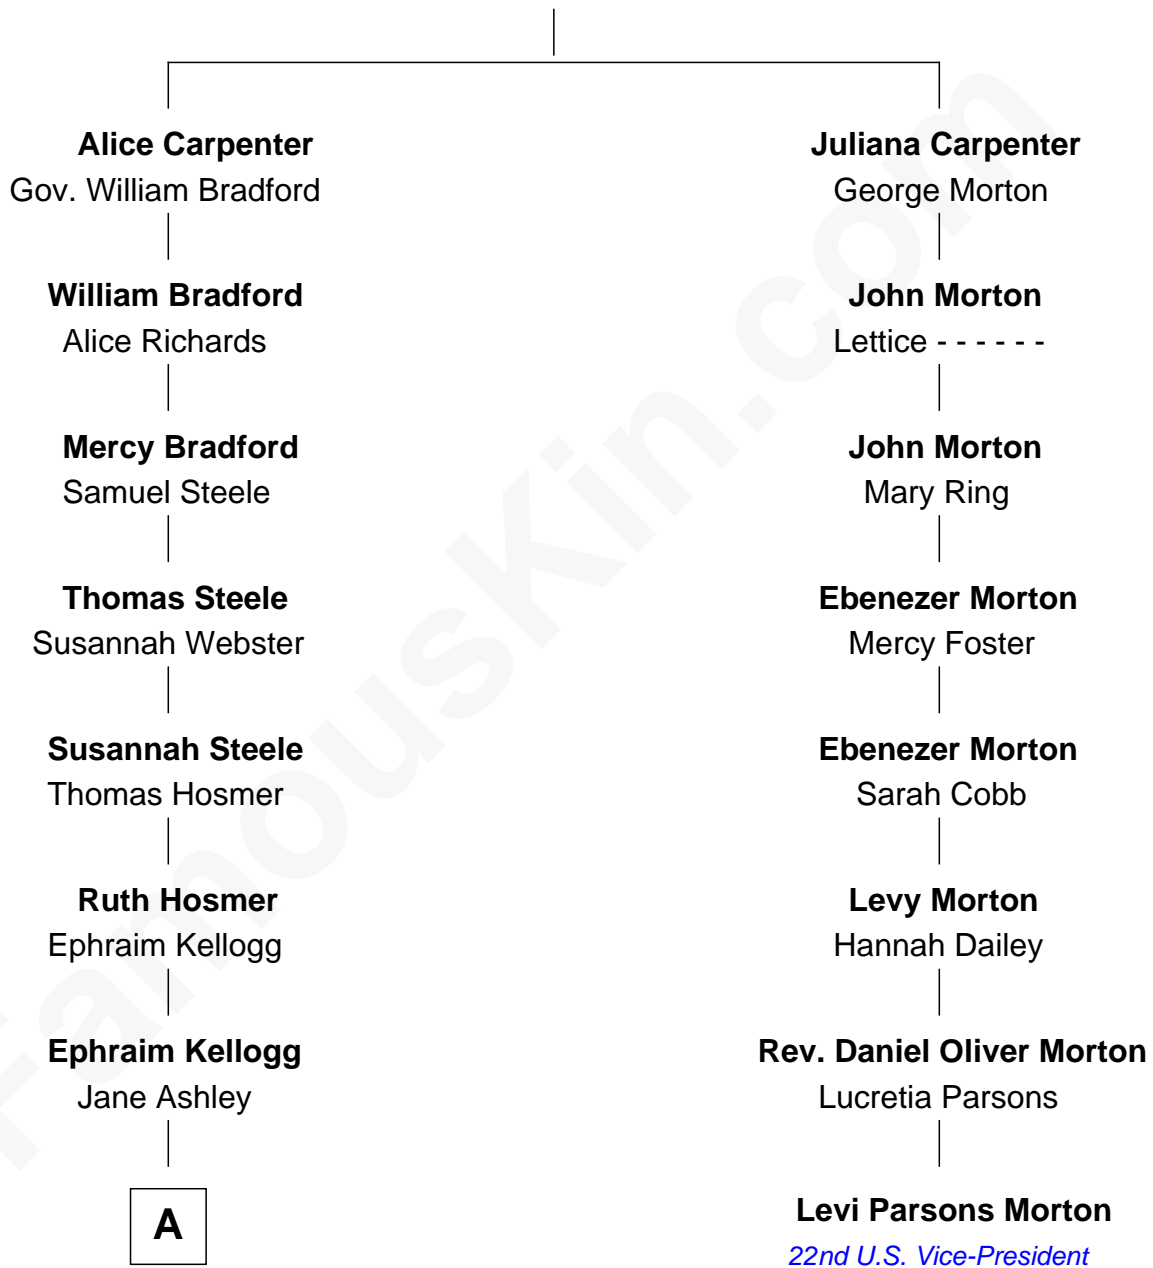 Alice Carpenter
Gov. William Bradford
William Bradford
Alice Richards
Mercy Bradford
Samuel Steele
Thomas Steele
Susannah Webster
Susannah Steele
Thomas Hosmer
Ruth Hosmer
Ephraim Kellogg
Ephraim Kellogg
Jane Ashley
A
Juliana Carpenter
George Morton
John Morton
Lettice - - - - - -
John Morton
Mary Ring
Ebenezer Morton
Mercy Foster
Ebenezer Morton
Sarah Cobb
Levy Morton
Hannah Dailey
Rev. Daniel Oliver Morton
Lucretia Parsons
Levi Parsons Morton
22nd U.S. Vice-President
FamousKin.com